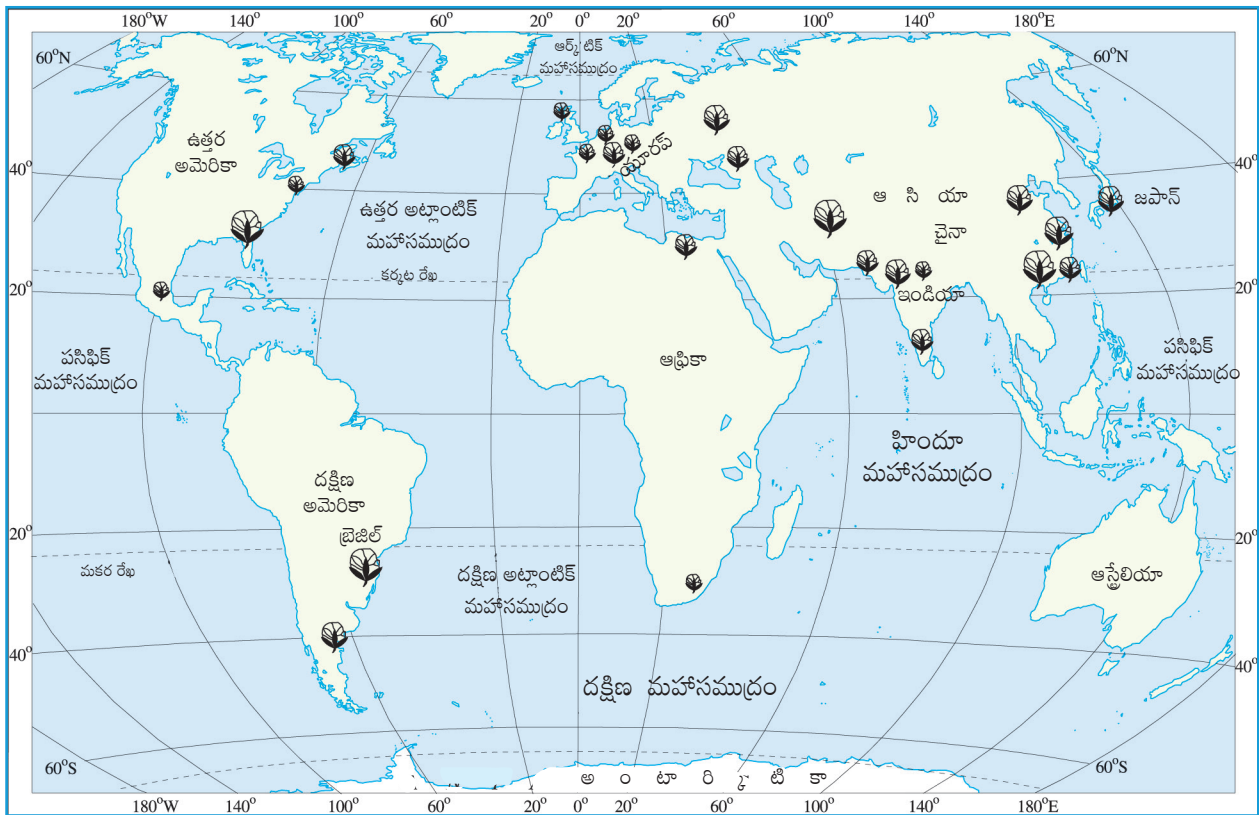 180°W 140° 100° 60° 20° 0° 20° 60° 100° 140° 180°E
60°N
ఆర్కిటిక్
మహాసముద్రం
60°N
ఉత్తర
అమెరికా
యూరప్
40°
40°
ఆ సి యా
జపాన్
ఉత్తర అట్లాంటిక్
మహాసముద్రం
చైనా
కర్కట రేఖ
20°
ఇండియా
20°
పసిఫిక్
మహాసముద్రం
ఆఫ్రికా
పసిఫిక్
మహాసముద్రం
హిందూ
మహాసముద్రం
దక్షిణ
అమెరికా
బ్రెజిల్
20°
20°
మకర రేఖ
దక్షిణ అట్లాంటిక్
మహాసముద్రం
ఆస్ట్రేలియా
40°
40°
దక్షిణ మహాసముద్రం
60°S
60°S
అ ం టా రి ్క టి కా
180°W 140° 100° 60° 20° 0° 20° 60° 100° 140° 180°E